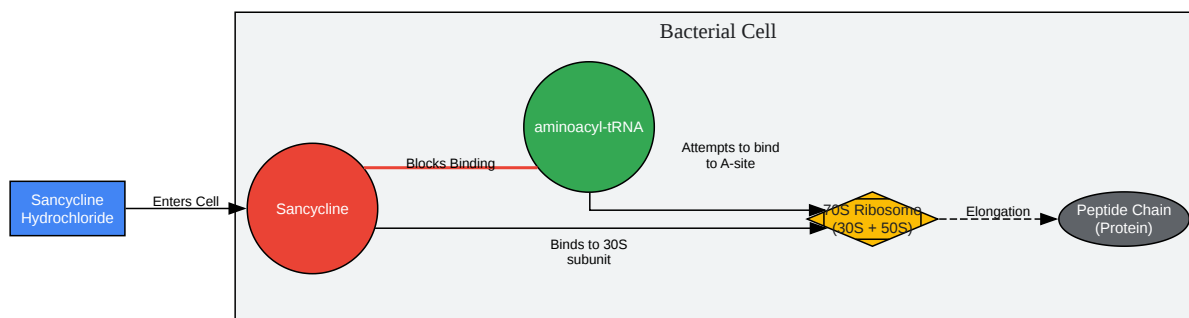 Bacterial Cell
aminoacyl-tRNA
Attempts to bind
to A-site
Blocks Binding
Sancycline
Hydrochloride
Enters Cell
Sancycline
70S Ribosome
(30S + 50S)
Elongation
Peptide Chain
(Protein)
Binds to 30S
subunit